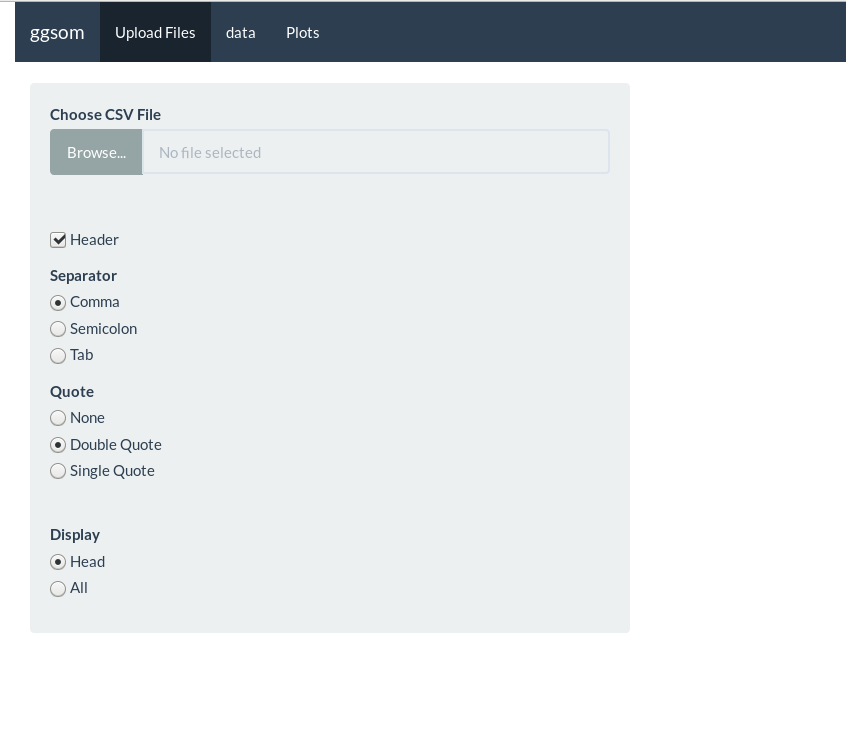 ggsom Upload Files data Plots
Choose CSV File
Browse... No file selected
Header
Separator
Comma
Semicolon
Tab
Quote
None
Double Quote
Single Quote
Display
Head
All